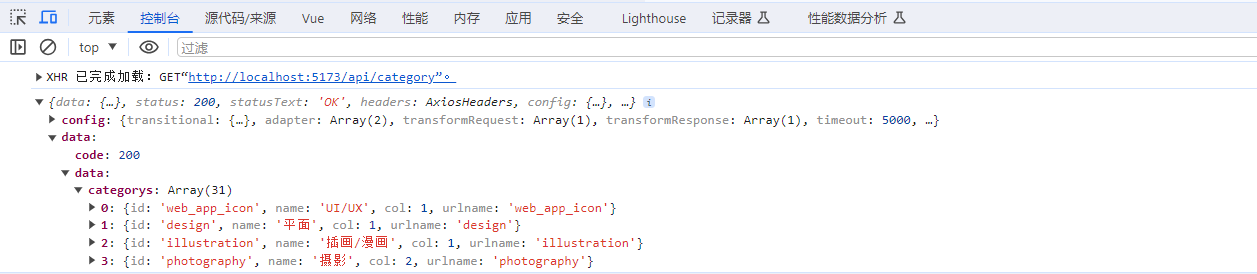 元素 控制台 源代码/来源 Vue 网络 性能 内存 应用 安全 Lighthouse 记录器 性能数据分析
top 过滤
XHR 已完成加载：GET“http://localhost:5173/api/category”。
{data: {…}, status: 200, statusText: 'OK', headers: AxiosHeaders, config: {…}, …} i
config: {transitional: {…}, adapter: Array(2), transformRequest: Array(1), transformResponse: Array(1), timeout: 5000, …}
data:
code: 200
data:
categorys: Array(31)
0: {id: 'web_app_icon', name: 'UI/UX', col: 1, urlname: 'web_app_icon'}
1: {id: 'design', name: '平面', col: 1, urlname: 'design'}
2: {id: 'illustration', name: '插画/漫画', col: 1, urlname: 'illustration'}
3: {id: 'photography', name: '摄影', col: 2, urlname: 'photography'}